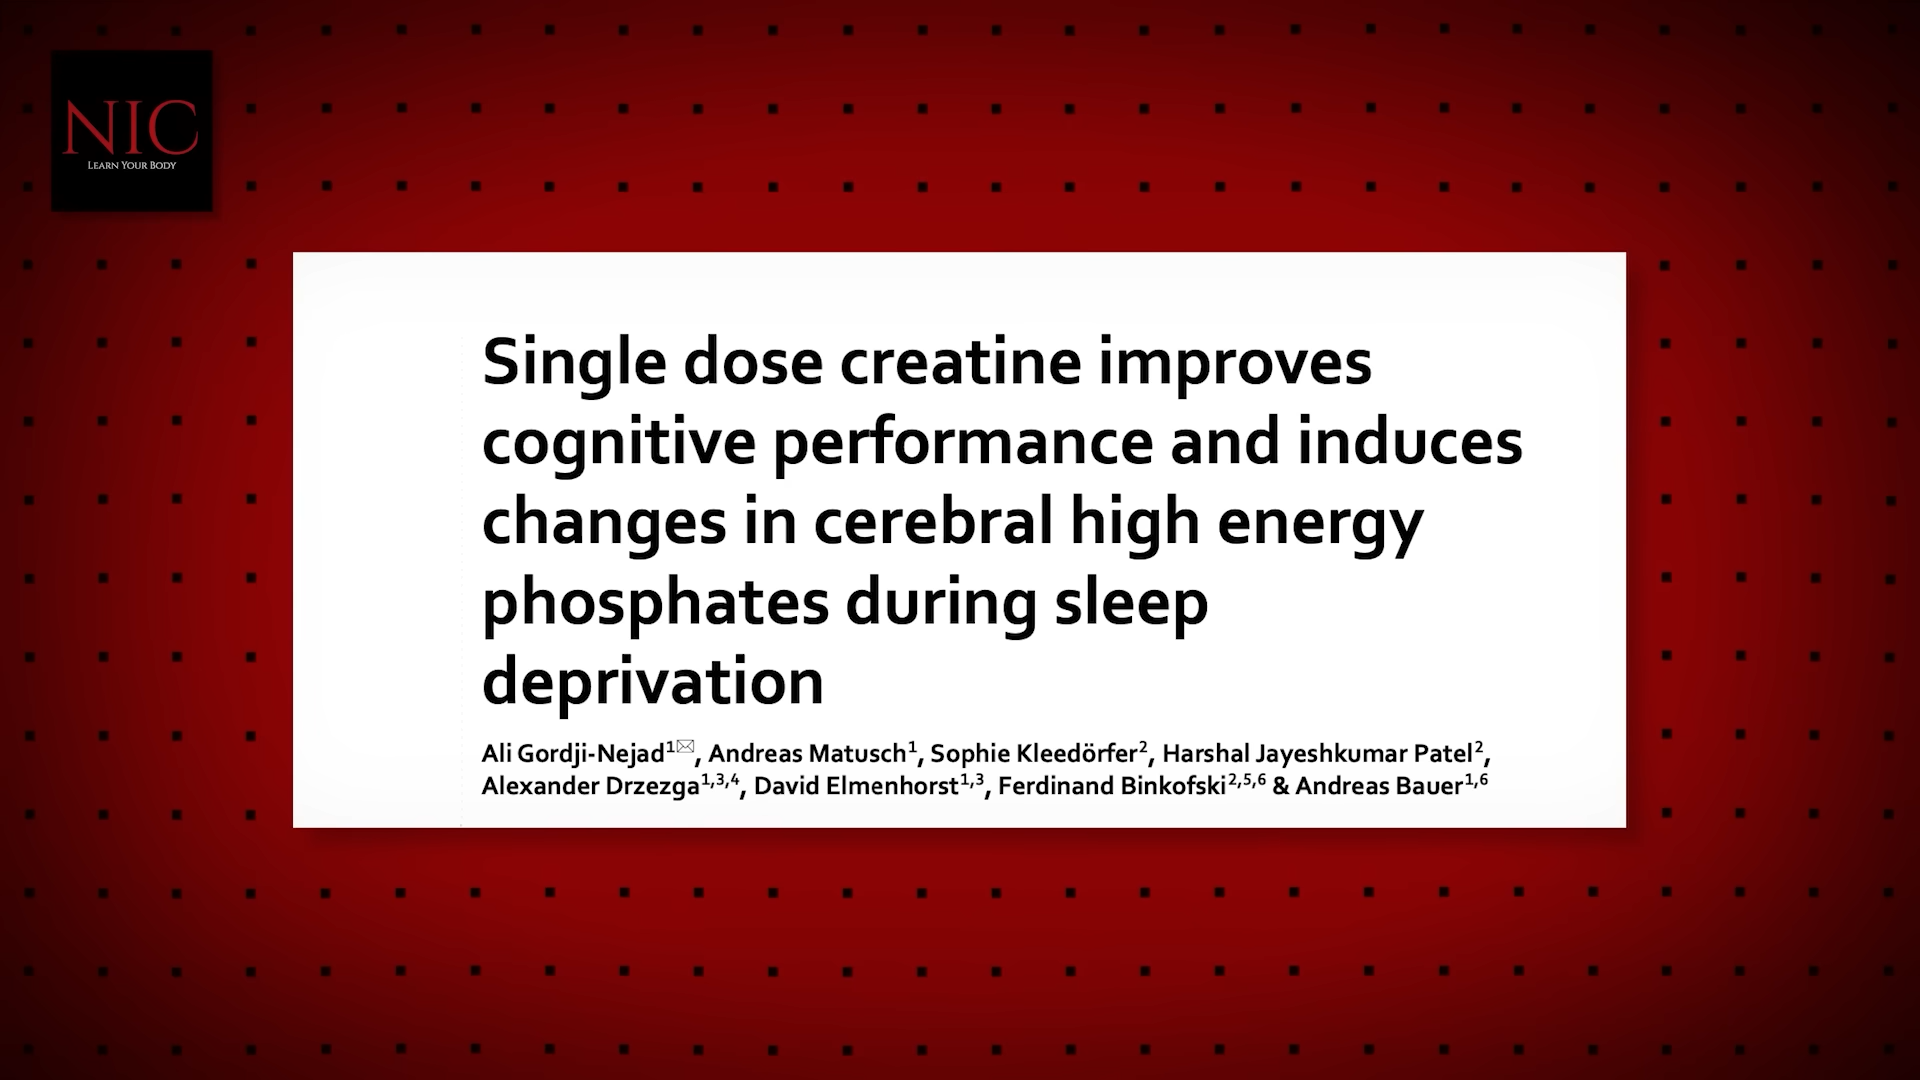 NIC
LEARN YOUR BODY
Single dose creatine improves
cognitive performance and induces
changes in cerebral high energy
phosphates during sleep
deprivation
Ali Gordji-Nejad1✉, Andreas Matusch1, Sophie Kleedörfer2, Harshal Jayeshkumar Patel2,
Alexander Drzezga1,3,4, David Elmenhorst1,3, Ferdinand Binkofski2,5,6 & Andreas Bauer1,6